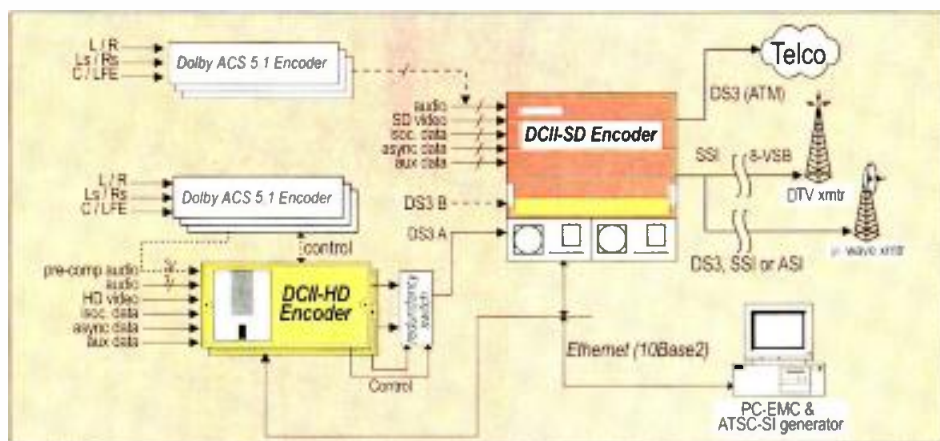 L / R
Ls / Rs
C / LFE
Dolby AC5 5.1 Encoder
Telco
DS3 (ATM)
audio
SD video
isoc. data
async data
aux data
DCII-SD Encoder
SSI
8-VSB
DTV xmtr
L / R
Ls / Rs
C / LFE
Dolby AC5 5.1 Encoder
DS3 B
DS3 A
control
μ-wave xmtr
DS3, SSI or ASI
pre-comp audio
audio
HD video
isoc. data
async data
aux data
DCII-HD
Encoder
redundancy
switch
Control
Ethernet (10Base2)
PC-EMC &
ATSC-SI generator